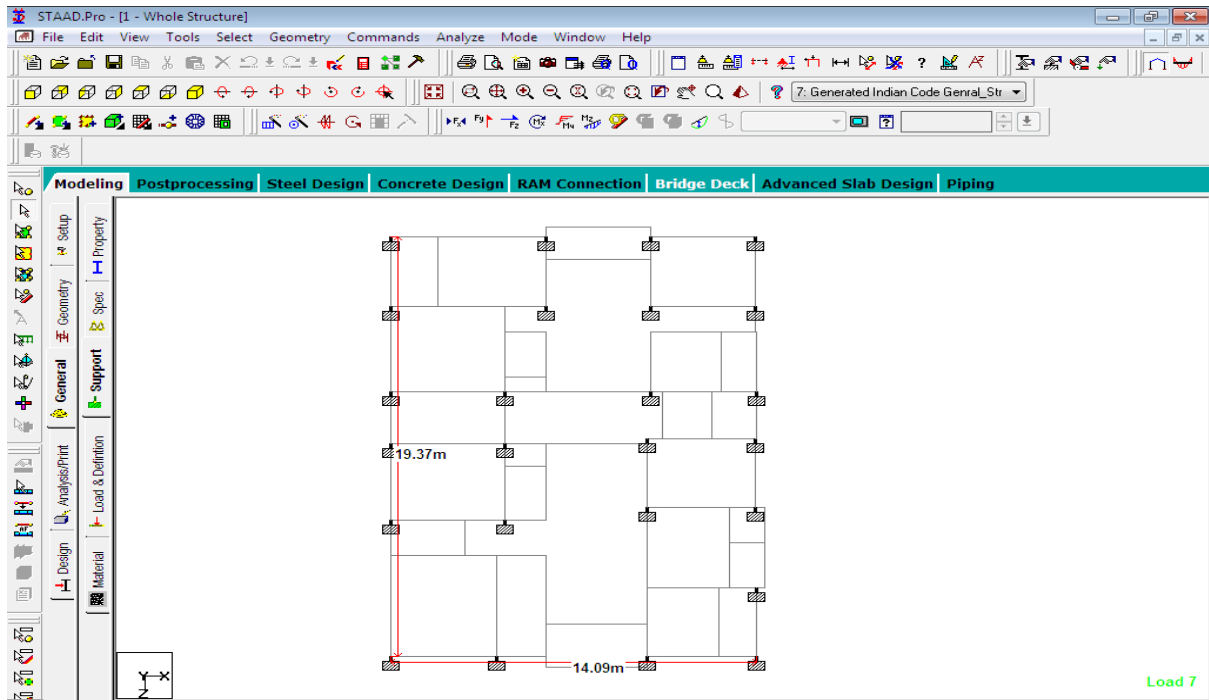 STAAD.Pro - [1 - Whole Structure]
File Edit View Tools Select Geometry Commands Analyze Mode Window Help
7: Generated Indian Code Genral_Str
Modeling Postprocessing Steel Design Concrete Design RAM Connection Bridge Deck Advanced Slab Design Piping
Setup
Geometry
General
Analysis/Print
Design
Property
Spec
Support
Load & Defintion
Material
19.37m
14.09m
Y X
Z
Load 7